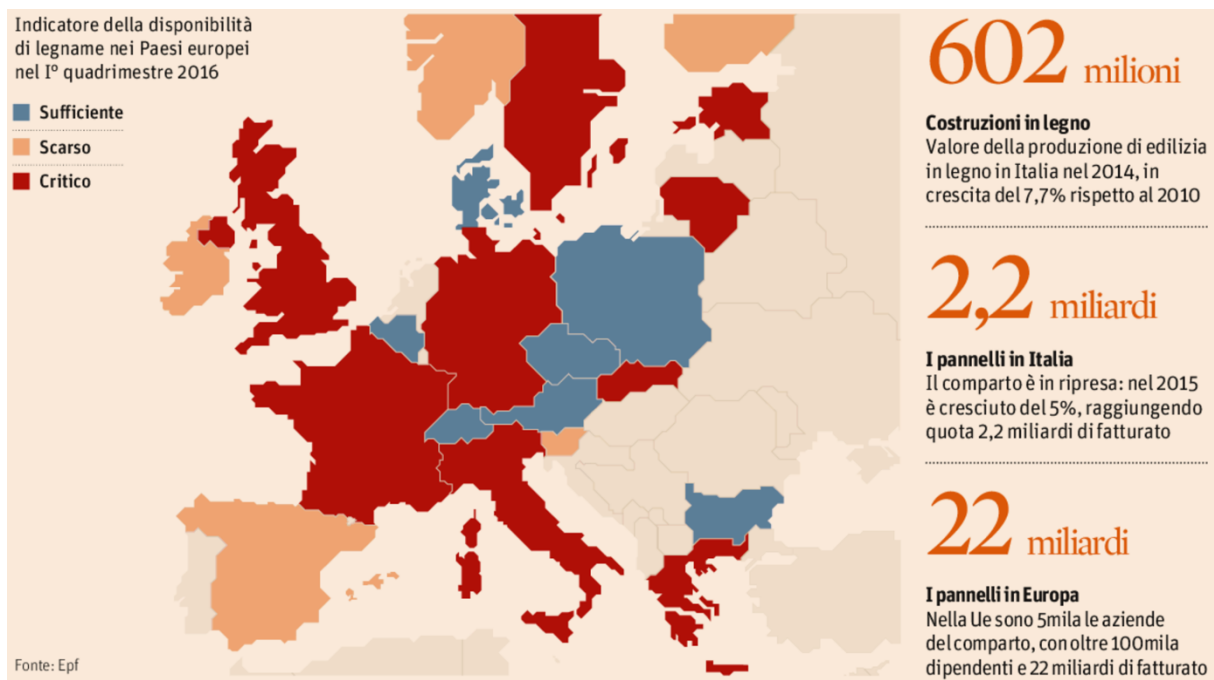 Indicatore della disponibilità
di legname nei Paesi europei
nel I° quadrimestre 2016
Sufficiente
Scarso
Critico
Fonte: Epf
602 milioni
Costruzioni in legno
Valore della produzione di edilizia
in legno in Italia nel 2014, in
crescita del 7,7% rispetto al 2010
2,2 miliardi
I pannelli in Italia
Il comparto è in ripresa: nel 2015
è cresciuto del 5%, raggiungendo
quota 2,2 miliardi di fatturato
22 miliardi
I pannelli in Europa
Nella Ue sono 5mila le aziende
del comparto, con oltre 100mila
dipendenti e 22 miliardi di fatturato